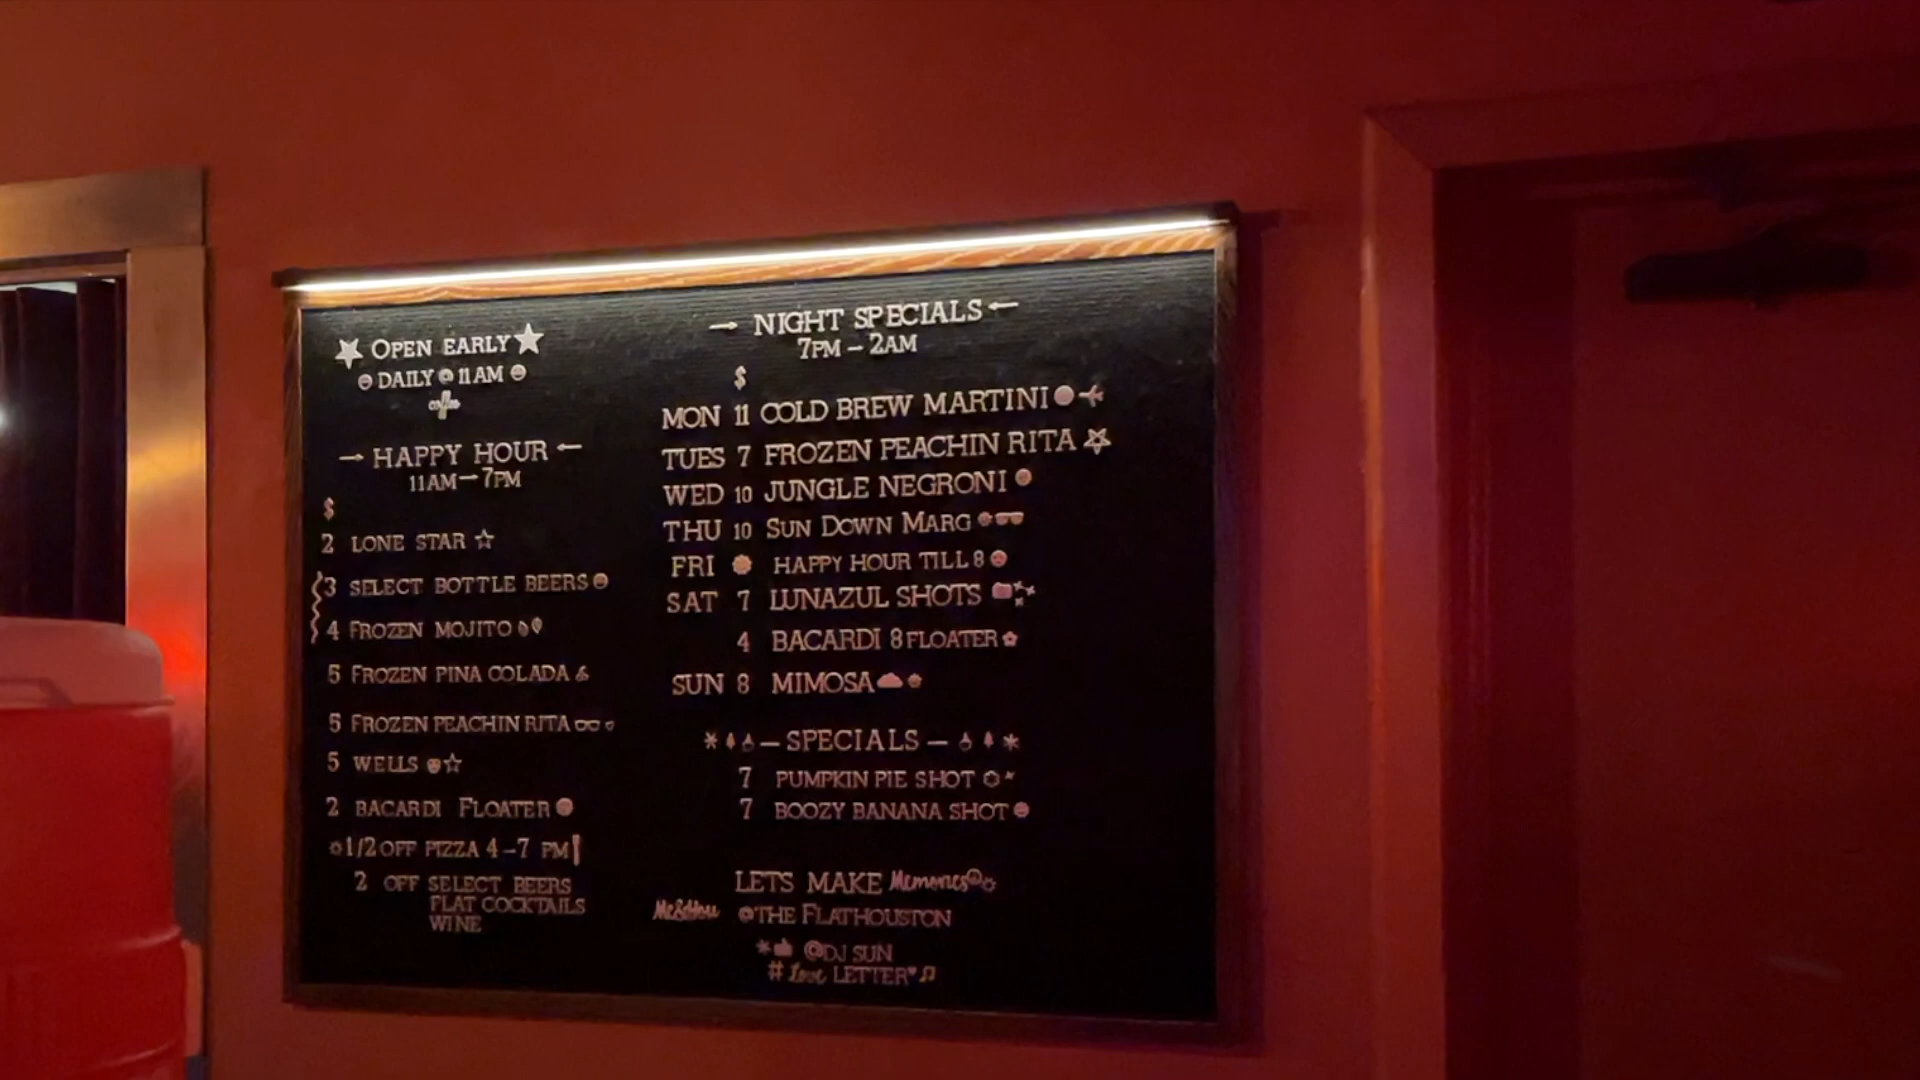 OPEN EARLY
DAILY @ 11AM
coffee
HAPPY HOUR
11AM — 7PM
$
2 LONE STAR
3 SELECT BOTTLE BEERS
4 FROZEN MOJITO
5 FROZEN PINA COLADA
5 FROZEN PEACHIN RITA
5 WELLS
2 BACARDI FLOATER
1/2 OFF PIZZA 4-7 PM
2 OFF SELECT BEERS
FLAT COCKTAILS
WINE
NIGHT SPECIALS
7PM — 2AM
$
MON 11 COLD BREW MARTINI
TUES 7 FROZEN PEACHIN RITA
WED 10 JUNGLE NEGRONI
THU 10 SUN DOWN MARG
FRI HAPPY HOUR TILL 8
SAT 7 LUNAZUL SHOTS
4 BACARDI 8 FLOATER
SUN 8 MIMOSA
— SPECIALS —
7 PUMPKIN PIE SHOT
7 BOOZY BANANA SHOT
LETS MAKE Memories
@THE FLATHOUSTON
@DJ SUN
# Love LETTER